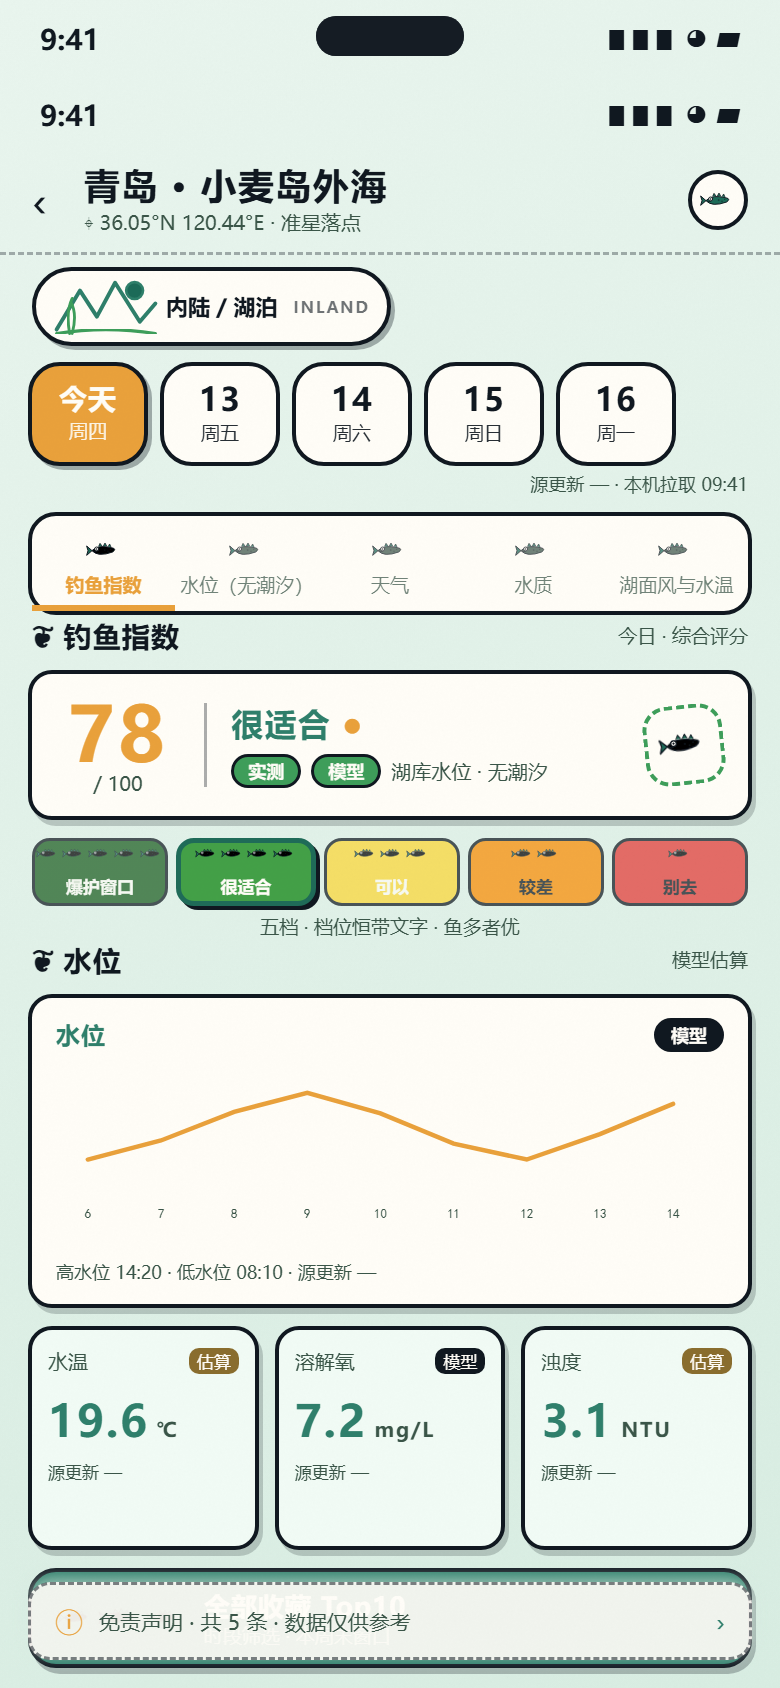 9:41
9:41
‹ 青岛 · 小麦岛外海
⌖ 36.05°N 120.44°E · 准星落点
内陆 / 湖泊 INLAND
今天 13 14 15 16
周四 周五 周六 周日 周一
源更新 — · 本机拉取 09:41
钓鱼指数 水位（无潮汐） 天气 水质 湖面风与水温
❦ 钓鱼指数 今日 · 综合评分
78 很适合
/ 100 实测 模型 湖库水位 · 无潮汐
爆护窗口 很适合 可以 较差 别去
五档 · 档位恒带文字 · 鱼多者优
❦ 水位 模型估算
水位 模型
6 7 8 9 10 11 12 13 14
高水位 14:20 · 低水位 08:10 · 源更新 —
水温 估算 溶解氧 模型 浊度 估算
19.6 ℃ 7.2 mg/L 3.1 NTU
源更新 — 源更新 — 源更新 —
全部收藏 Top10
ⓘ 免责声明 · 共 5 条 · 数据仅供参考 ›